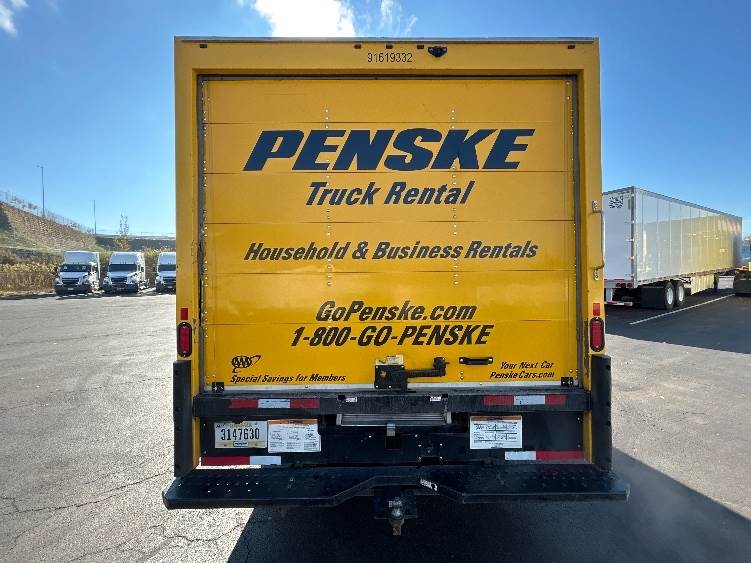 91619332
PENSKE
Truck Rental
Household & Business Rentals
GoPenske.com
1-800-GO-PENSKE
AAA
Special Savings for Members
Your Next Car
PenskeCars.com
3147630